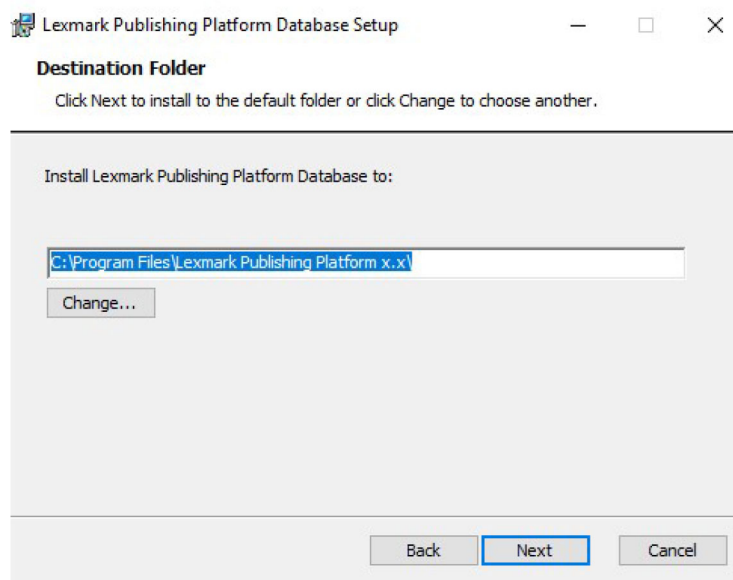 Lexmark Publishing Platform Database Setup
Destination Folder
Click Next to install to the default folder or click Change to choose another.
Install Lexmark Publishing Platform Database to:
C:\Program Files\Lexmark Publishing Platform x.x\
Change...
Back Next Cancel